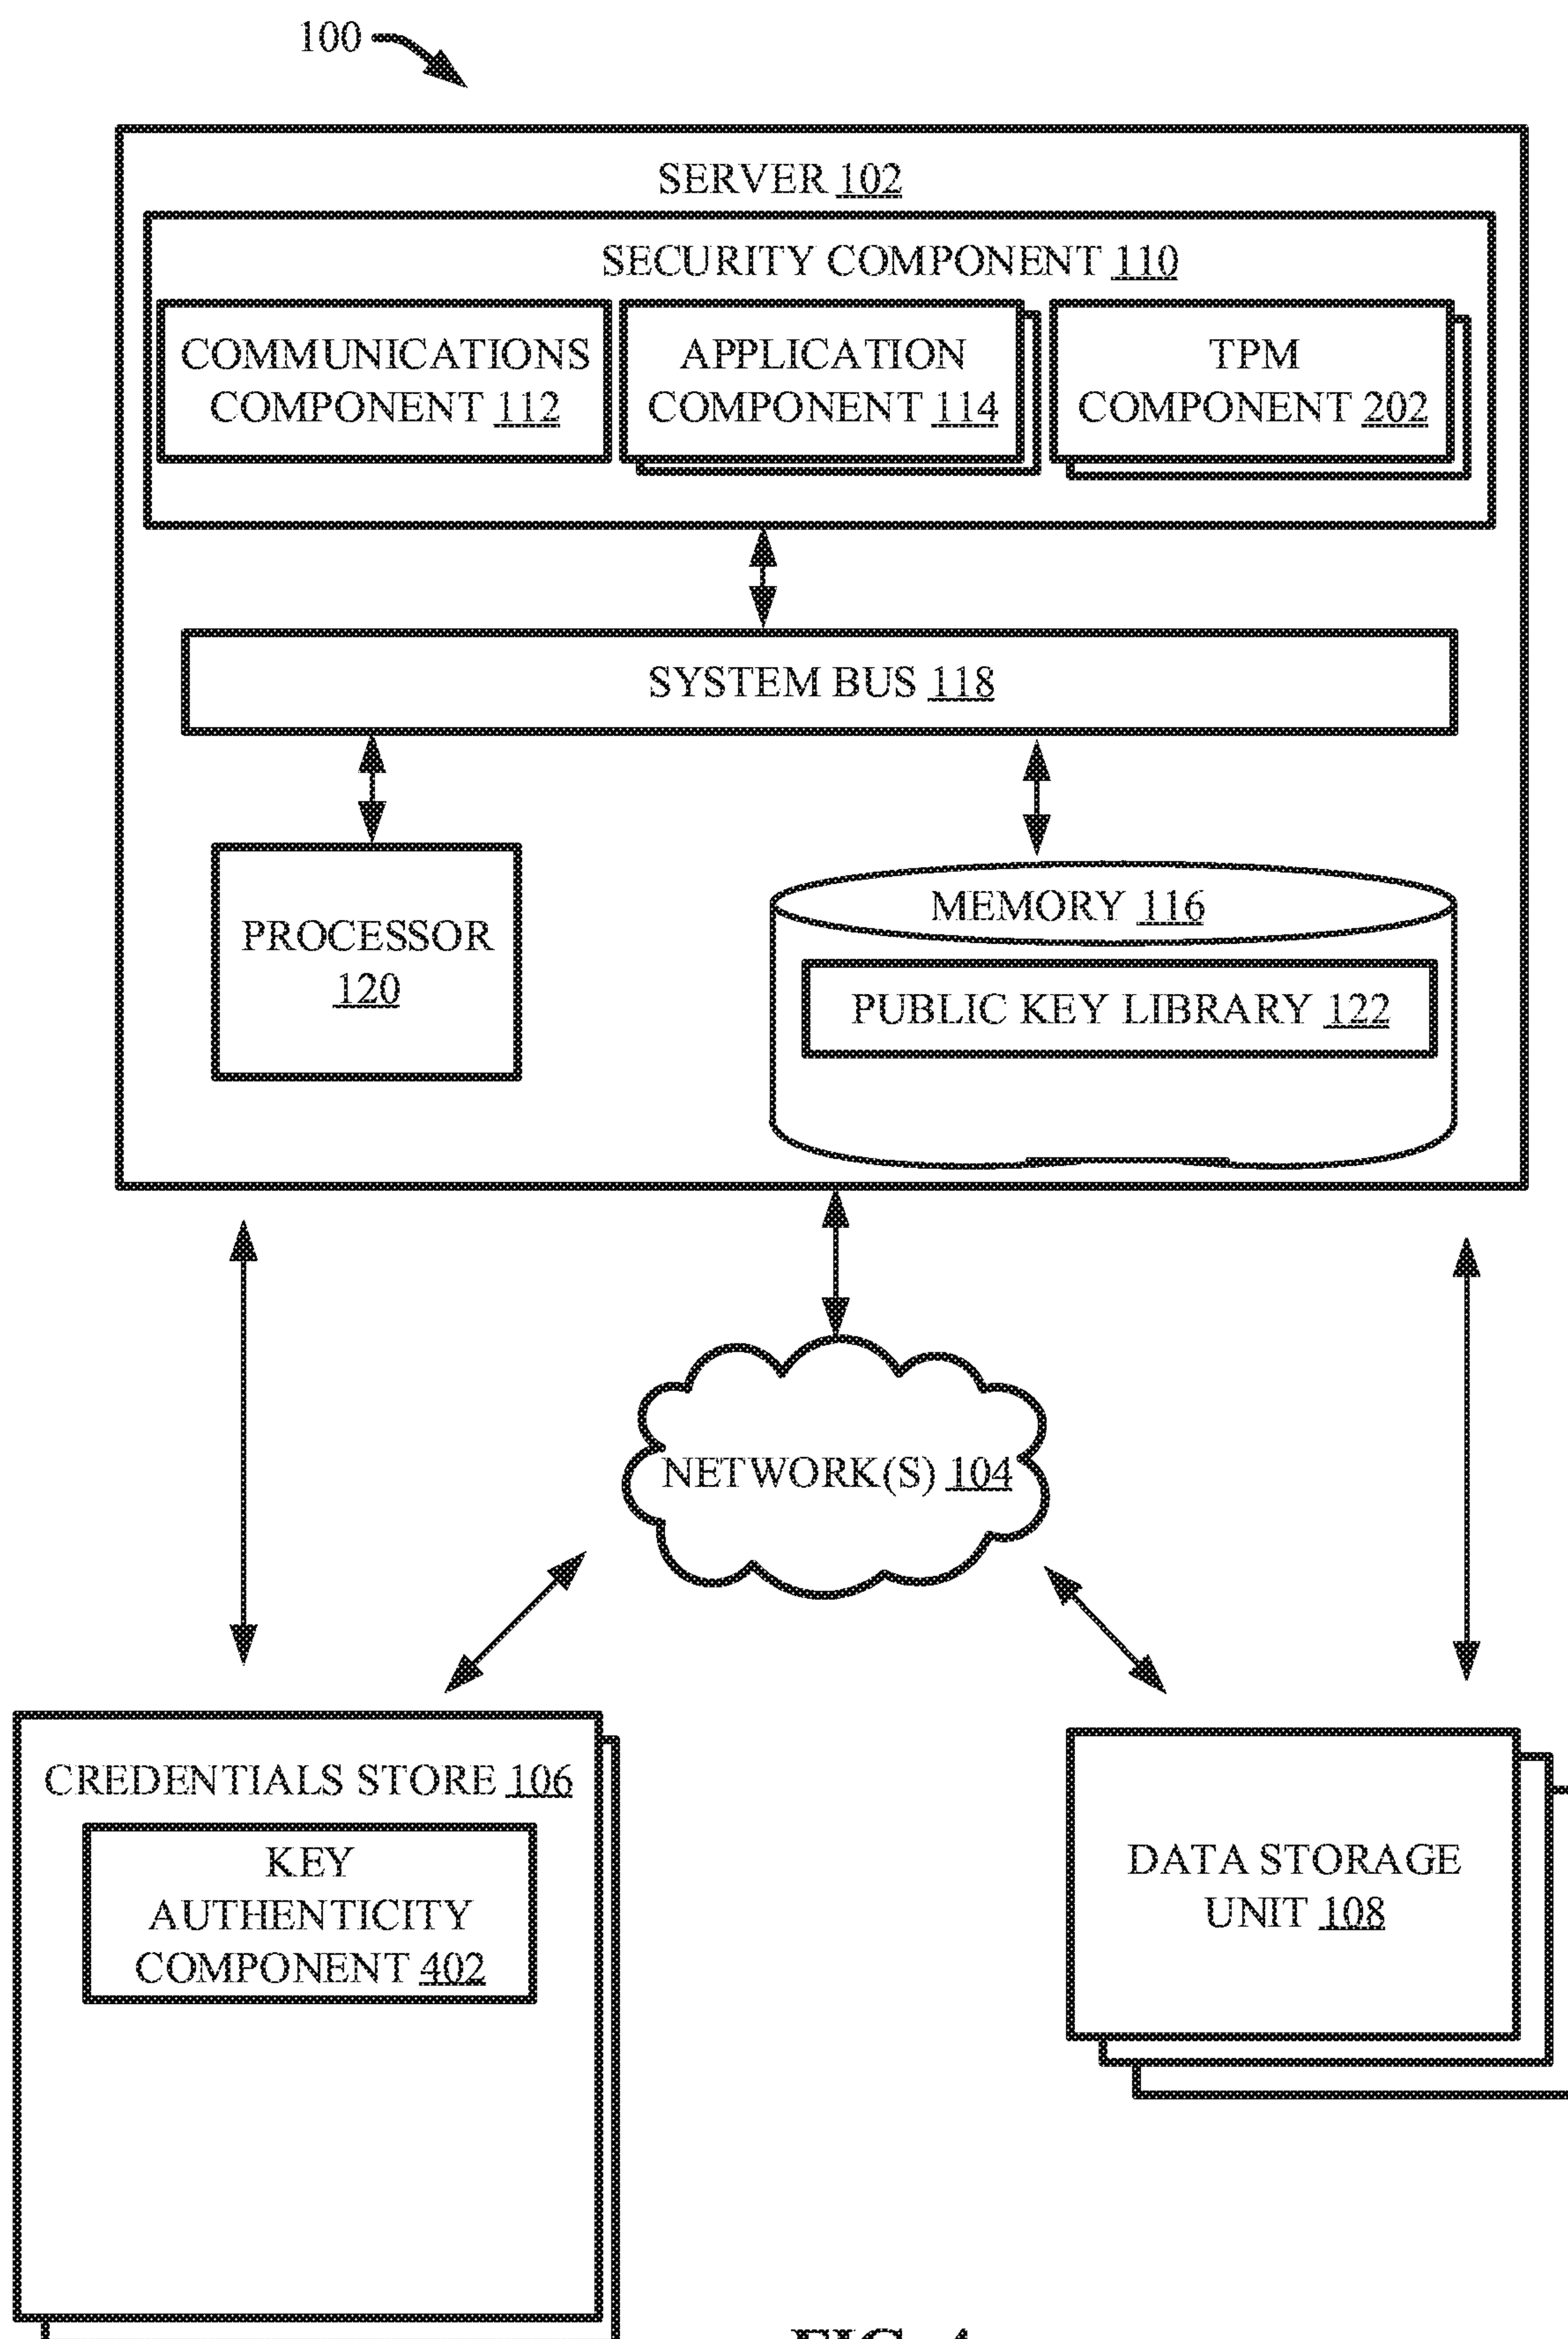 100
SERVER 102
SECURITY COMPONENT 110
COMMUNICATIONS
COMPONENT 112
APPLICATION
COMPONENT 114
TPM
COMPONENT 202
SYSTEM BUS 118
PROCESSOR
120
MEMORY 116
PUBLIC KEY LIBRARY 122
NETWORK(S) 104
CREDENTIALS STORE 106
KEY
AUTHENTICITY
COMPONENT 402
DATA STORAGE
UNIT 108
FIG. 4